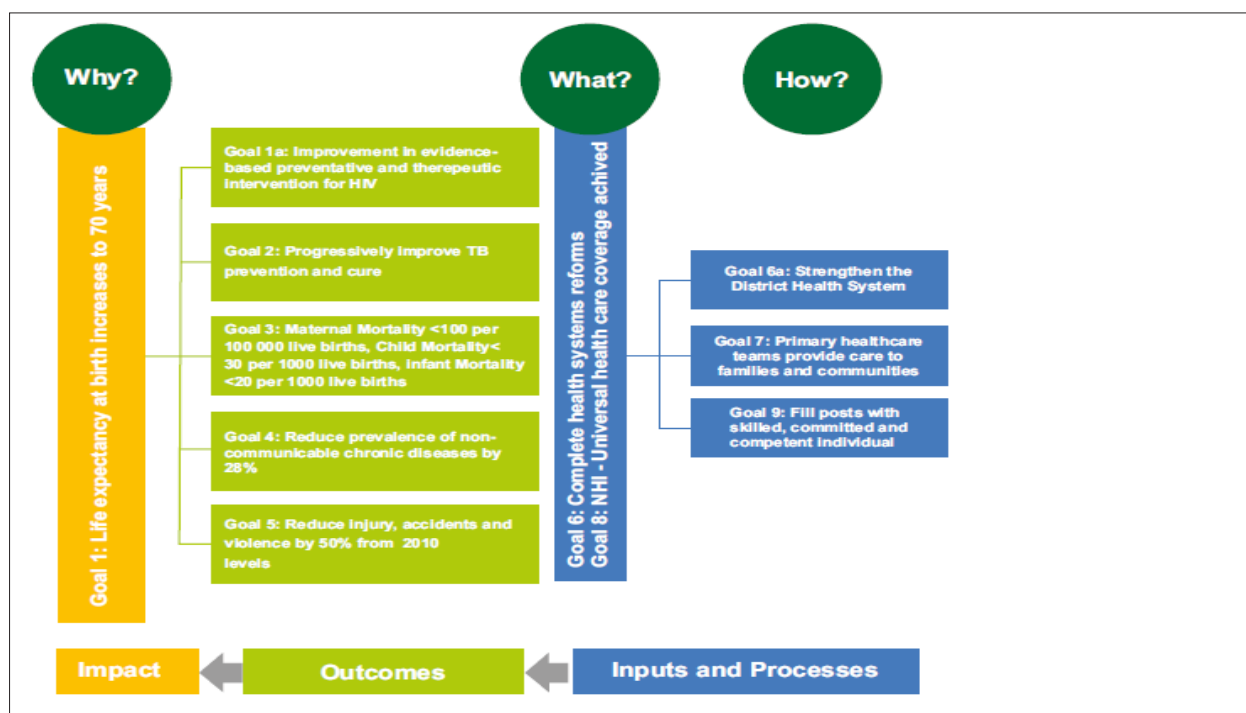 Why?
What?
How?
Goal 1: Life expectancy at birth increases to 70 years
Goal 1a: Improvement in evidence-
based preventative and therepeutic
intervention for HIV
Goal 2: Progressively improve TB
prevention and cure
Goal 3: Maternal Mortality <100 per
100 000 live births, Child Mortality<
30 per 1000 live births, infant Mortality
<20 per 1000 live births
Goal 4: Reduce prevalence of non-
communicable chronic diseases by
28%
Goal 5: Reduce injury, accidents and
violence by 50% from 2010
levels
Goal 6: Complete health systems reforms
Goal 8: NHI - Universal health care coverage achived
Goal 6a: Strengthen the
District Health System
Goal 7: Primary healthcare
teams provide care to
families and communities
Goal 9: Fill posts with
skilled, committed and
competent individual
Impact
Outcomes
Inputs and Processes